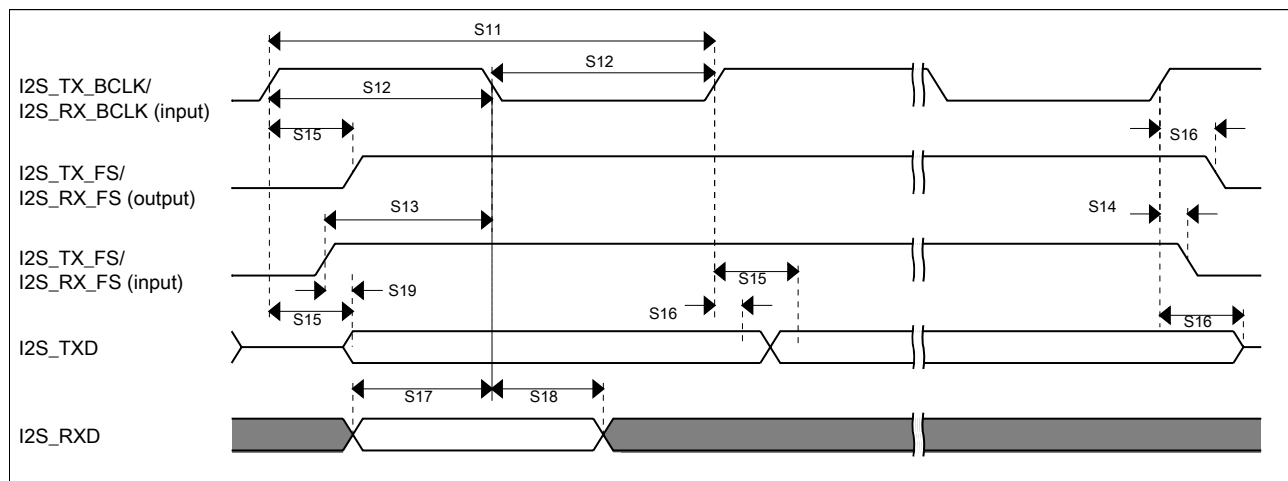 S11
S12
I2S_TX_BCLK/
I2S_RX_BCLK (input)
S12
S15
S16
I2S_TX_FS/
I2S_RX_FS (output)
S13
S14
I2S_TX_FS/
I2S_RX_FS (input)
S19
S15
S15
S16
S16
I2S_TXD
S17
S18
I2S_RXD